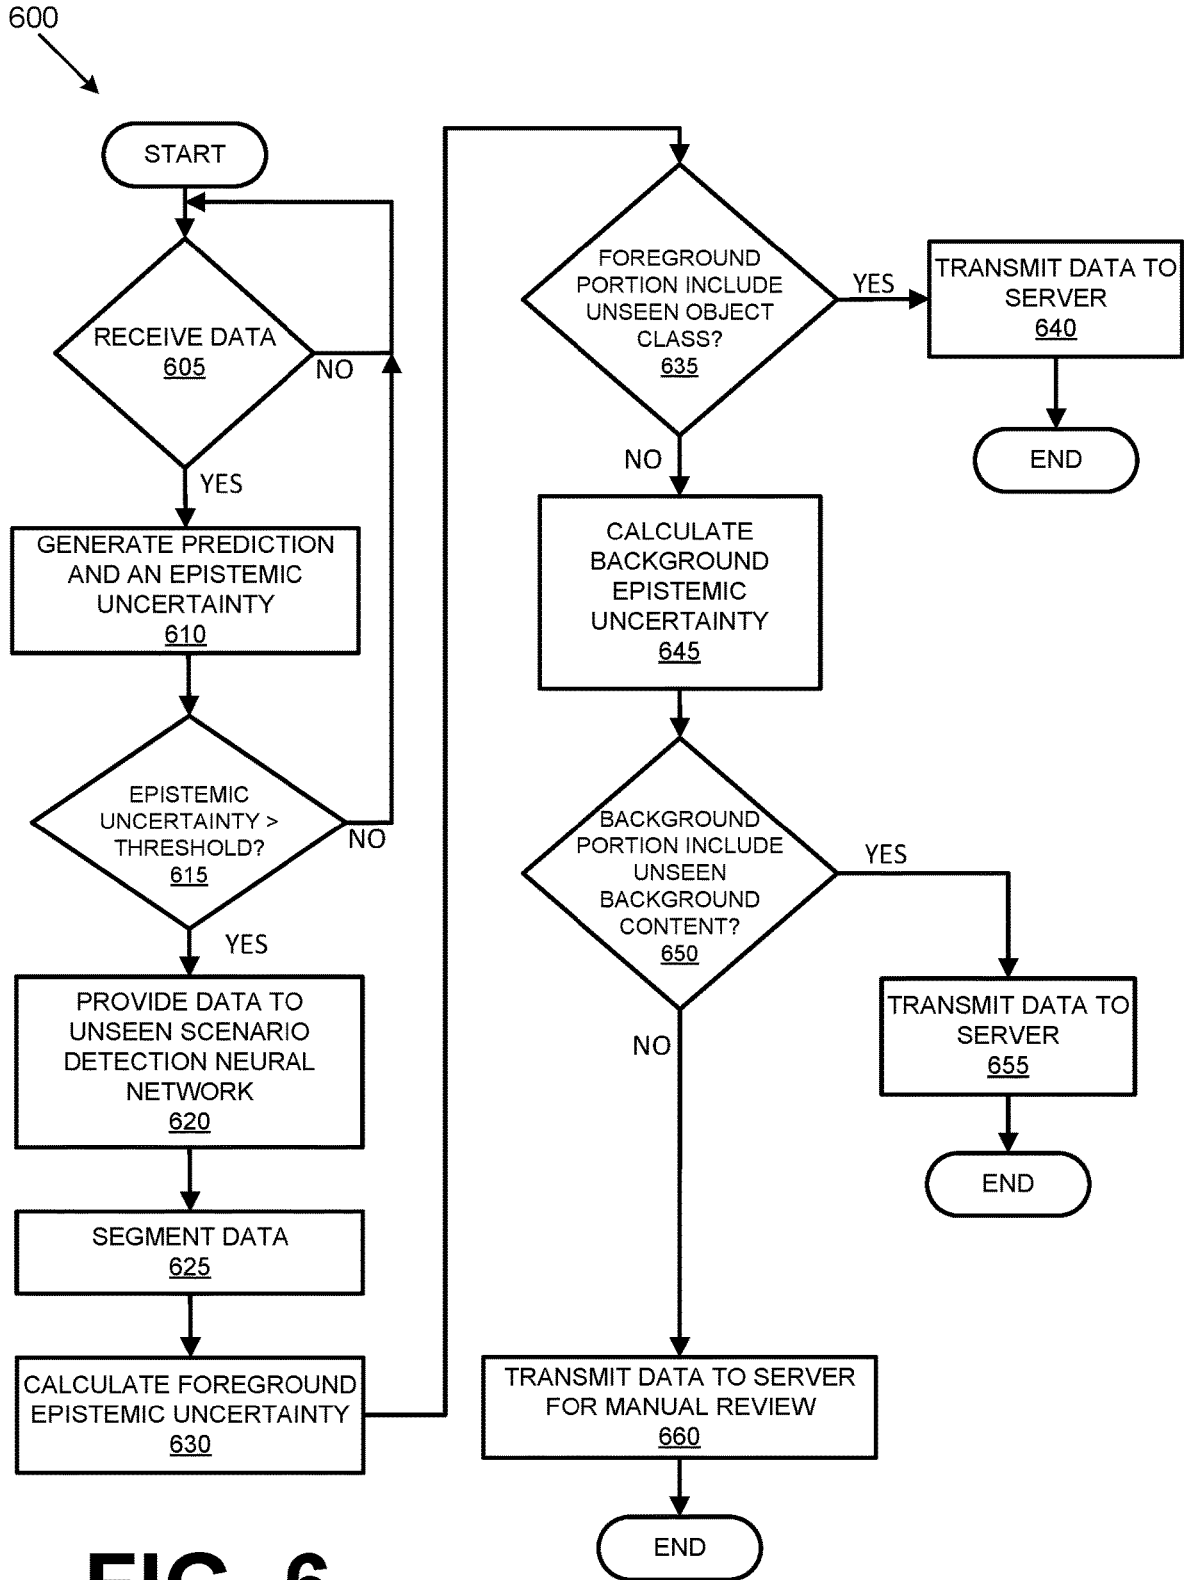 600
START
RECEIVE DATA
605
NO
YES
GENERATE PREDICTION
AND AN EPISTEMIC
UNCERTAINTY
610
EPISTEMIC
UNCERTAINTY >
THRESHOLD?
615
NO
YES
PROVIDE DATA TO
UNSEEN SCENARIO
DETECTION NEURAL
NETWORK
620
SEGMENT DATA
625
CALCULATE FOREGROUND
EPISTEMIC UNCERTAINTY
630
FOREGROUND
PORTION INCLUDE
UNSEEN OBJECT
CLASS?
635
YES
TRANSMIT DATA TO
SERVER
640
END
NO
CALCULATE
BACKGROUND
EPISTEMIC
UNCERTAINTY
645
BACKGROUND
PORTION INCLUDE
UNSEEN
BACKGROUND
CONTENT?
650
YES
TRANSMIT DATA TO
SERVER
655
END
NO
TRANSMIT DATA TO SERVER
FOR MANUAL REVIEW
660
END
FIG. 6